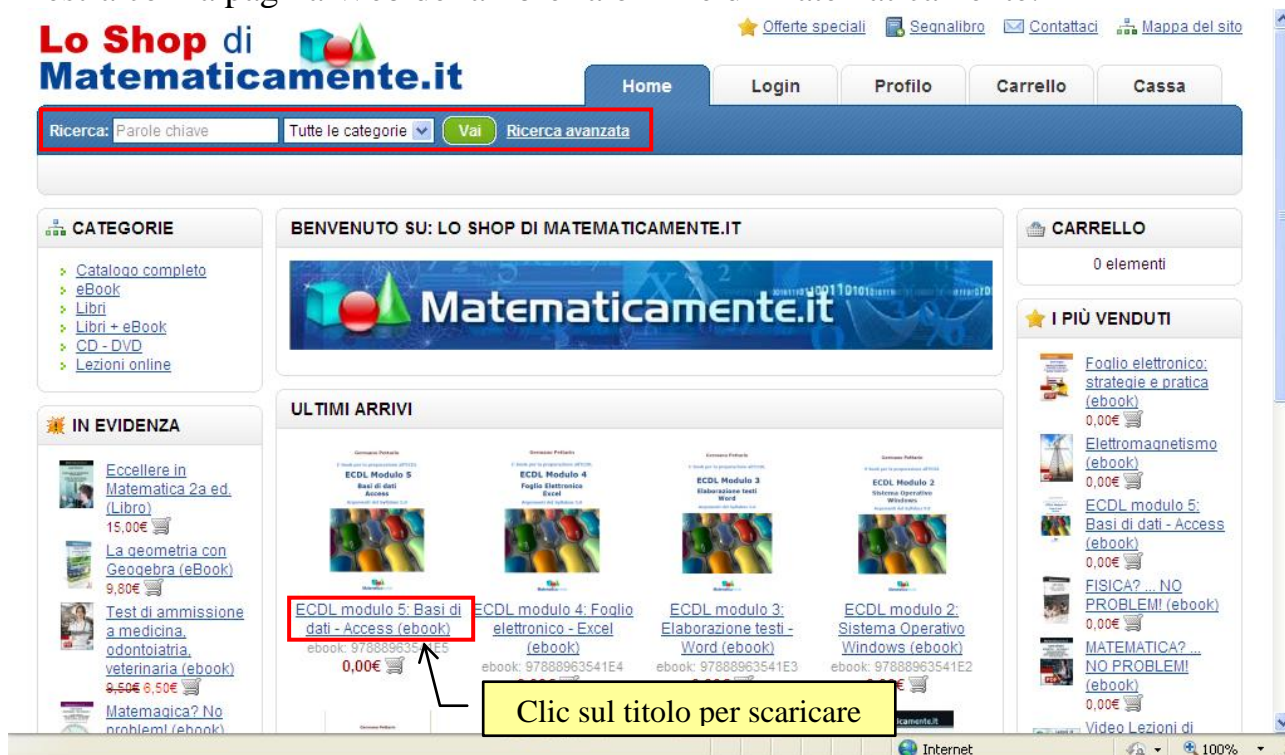 Lo Shop di
Matematicamente.it
Offerte speciali Segnalibro Contattaci Mappa del sito
Home Login Profilo Carrello Cassa
Ricerca: Parole chiave Tutte le categorie Vai Ricerca avanzata
CATEGORIE
Catalogo completo
eBook
Libri
Libri + eBook
CD - DVD
Lezioni online
IN EVIDENZA
Eccellere in
Matematica 2a ed.
(Libro)
15,00€
La geometria con
Geogebra (eBook)
9,80€
Test di ammissione
a medicina,
odontoiatria,
veterinaria (ebook)
9,50€ 6,50€
Matemagica? No
problem! (ebook)
BENVENUTO SU: LO SHOP DI MATEMATICAMENTE.IT
Matematicamente.it
ULTIMI ARRIVI
Germano Pettarin
ECDL Modulo 5
Basi di dati
Access
Germano Pettarin
ECDL Modulo 4
Foglio Elettronico
Excel
Germano Pettarin
ECDL Modulo 3
Elaborazione testi
Word
Germano Pettarin
ECDL Modulo 2
Sistema Operativo
Windows
ECDL modulo 5: Basi di
dati - Access (ebook)
ebook: 97888963541E5
0,00€
ECDL modulo 4: Foglio
elettronico - Excel
(ebook)
ebook: 97888963541E4
ECDL modulo 3:
Elaborazione testi -
Word (ebook)
ebook: 97888963541E3
ECDL modulo 2:
Sistema Operativo
Windows (ebook)
ebook: 97888963541E2
Clic sul titolo per scaricare
CARRELLO
0 elementi
I PIÙ VENDUTI
Foglio elettronico:
strategie e pratica
(ebook)
0,00€
Elettromagnetismo
(ebook)
0,00€
ECDL modulo 5:
Basi di dati - Access
(ebook)
0,00€
FISICA? ... NO
PROBLEM! (ebook)
0,00€
MATEMATICA? ...
NO PROBLEM!
(ebook)
0,00€
Video Lezioni di
Internet 100%